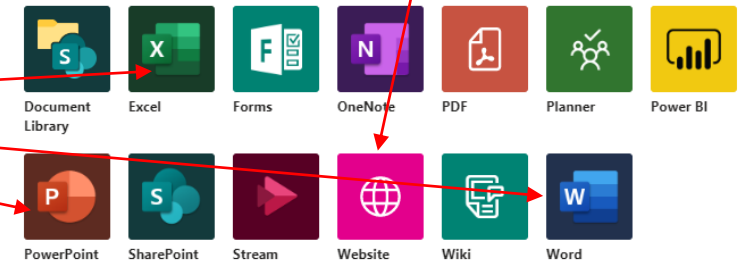 S X F N
Document Excel Forms OneNote PDF Planner Power BI
Library
P S W
PowerPoint SharePoint Stream Website Wiki Word